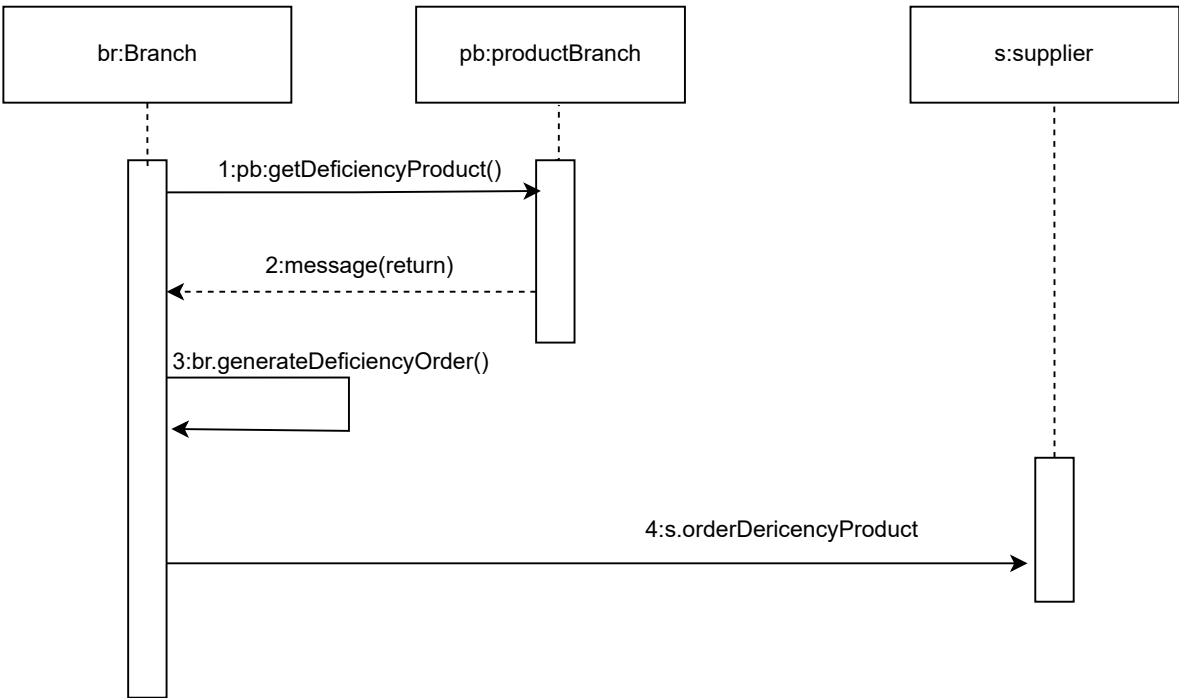 br:Branch
pb:productBranch
s:supplier
1:pb:getDeficiencyProduct()
2:message(return)
3:br.generateDeficiencyOrder()
4:s.orderDericencyProduct